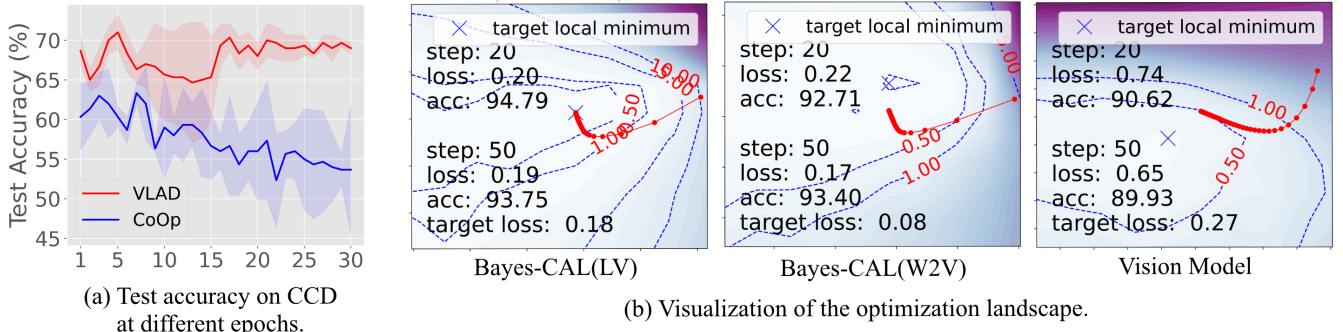 Test Accuracy (%)
70
65
60
55
50
45
VLAD
CoOp
1 5 10 15 20 25 30
(a) Test accuracy on CCD
at different epochs.
target local minimum
step: 20
loss: 0.20
acc: 94.79
10.00
5.00
0.50
1.00
step: 50
loss: 0.19
acc: 93.75
target loss: 0.18
Bayes-CAL(LV)
target local minimum
step: 20
loss: 0.22
acc: 92.71
5.00
0.50
1.00
step: 50
loss: 0.17
acc: 93.40
target loss: 0.08
Bayes-CAL(W2V)
target local minimum
step: 20
loss: 0.74
acc: 90.62
1.00
0.50
step: 50
loss: 0.65
acc: 89.93
target loss: 0.27
Vision Model
(b) Visualization of the optimization landscape.